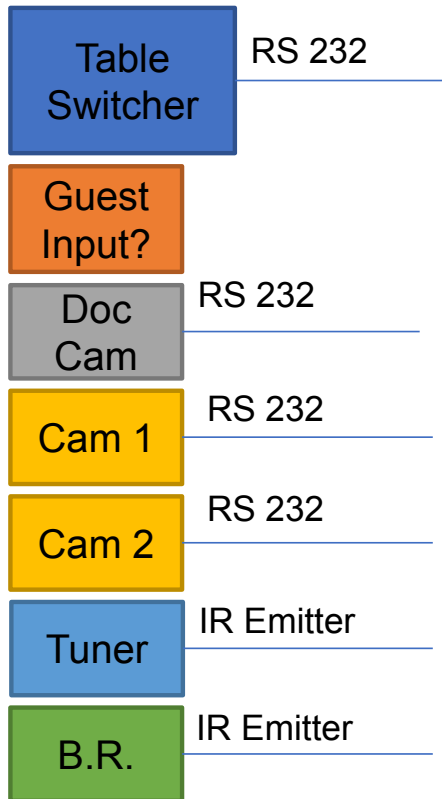 Table
Switcher
RS 232
Guest
Input?
Doc
Cam
RS 232
Cam 1
RS 232
Cam 2
RS 232
Tuner
IR Emitter
B.R.
IR Emitter